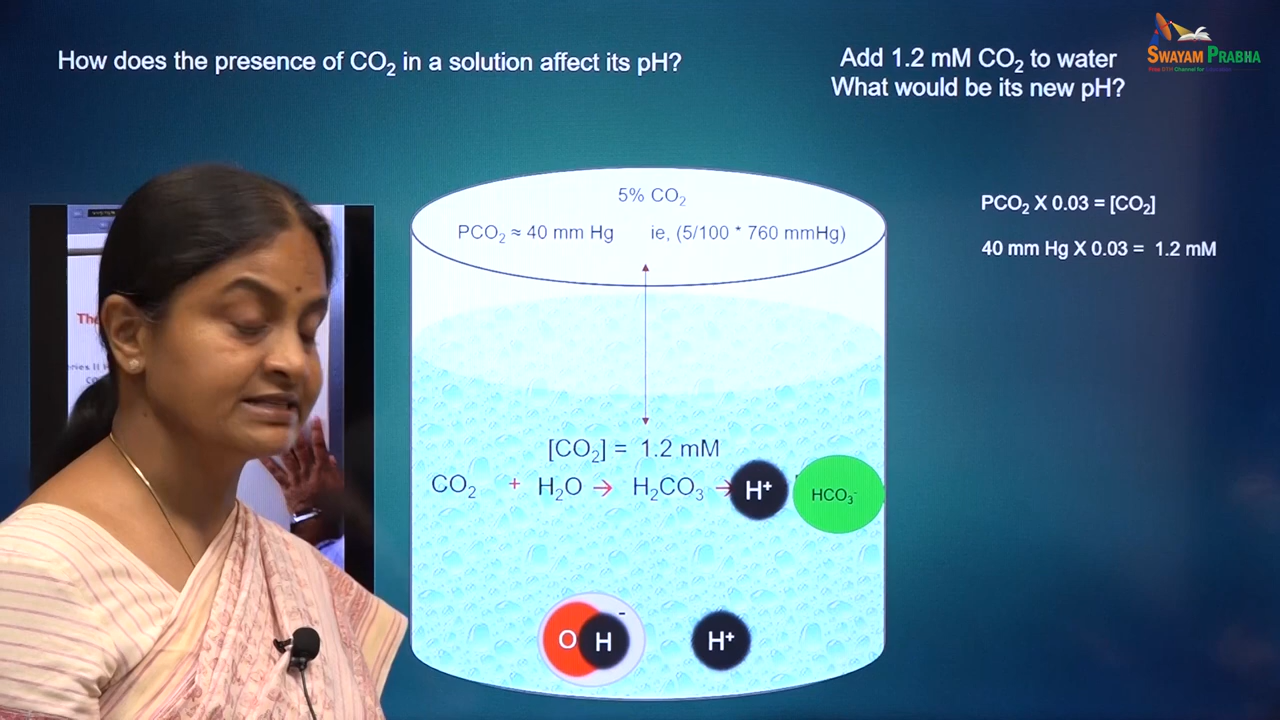 How does the presence of CO₂ in a solution affect its pH?
Add 1.2 mM CO₂ to water
What would be its new pH?
SWAYAM PRABHA
5% CO₂
PCO₂ ≈ 40 mm Hg ie, (5/100 * 760 mmHg)
PCO₂ X 0.03 = [CO₂]
40 mm Hg X 0.03 = 1.2 mM
[CO₂] = 1.2 mM
CO₂ + H₂O → H₂CO₃ → H⁺ HCO₃⁻
O H -
H⁺